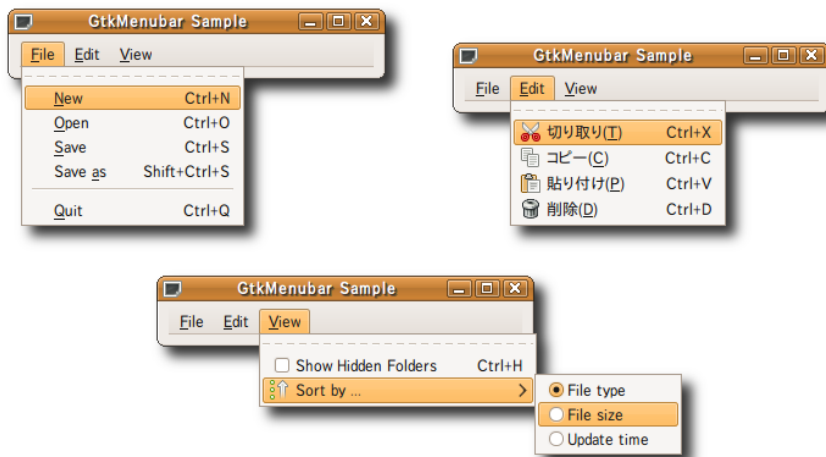 GtkMenubar Sample
File Edit View
New Ctrl+N
Open Ctrl+O
Save Ctrl+S
Save as Shift+Ctrl+S
Quit Ctrl+Q
GtkMenubar Sample
File Edit View
切り取り(T) Ctrl+X
コピー(C) Ctrl+C
貼り付け(P) Ctrl+V
削除(D) Ctrl+D
GtkMenubar Sample
File Edit View
Show Hidden Folders Ctrl+H
Sort by ...
File type
File size
Update time